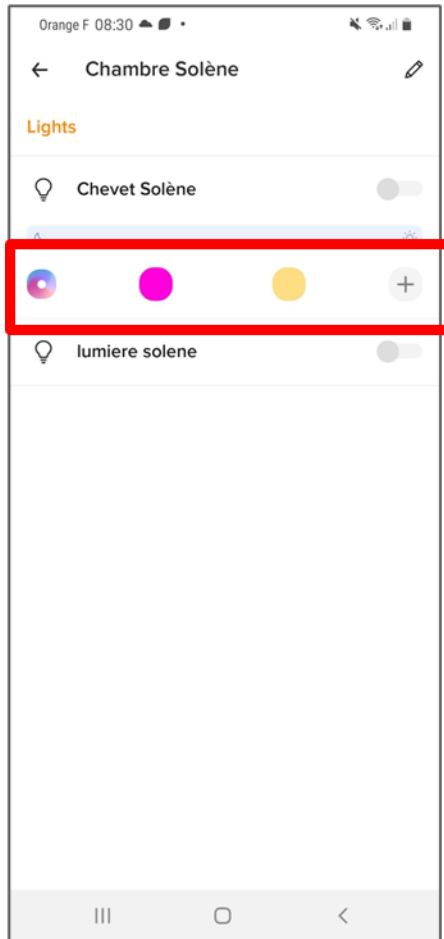 Orange F 08:30
Chambre Solène
Lights
Chevet Solène
lumiere solene